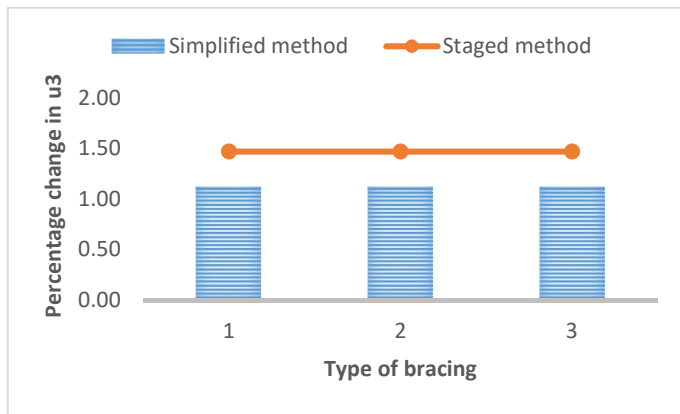 Simplified method Staged method
Percentage change in u3
2.00
1.50
1.00
0.50
0.00
1 2 3
Type of bracing